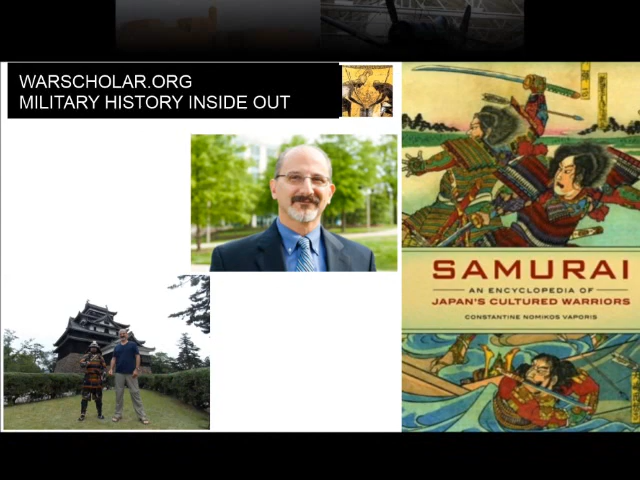 WARSCHOLAR.ORG
MILITARY HISTORY INSIDE OUT
SAMURAI
AN ENCYCLOPEDIA OF
JAPAN'S CULTURED WARRIORS
CONSTANTINE NOMIKOS VAPORIS